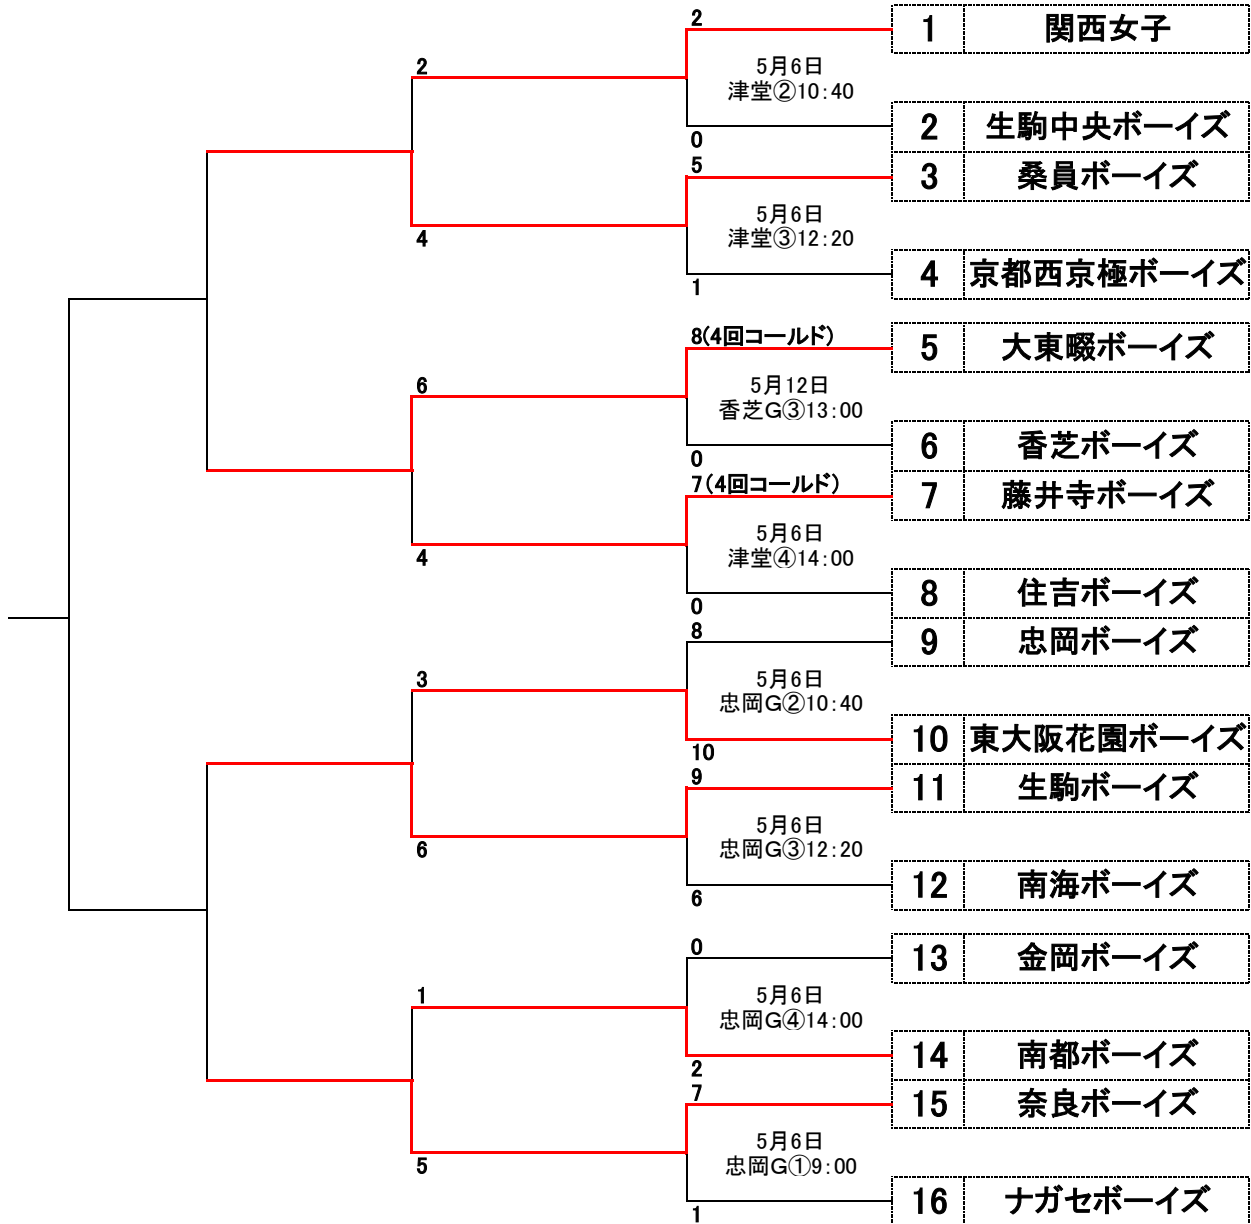 2
1 関西女子
5月6日
津堂②10:40
2
0
2 生駒中央ボーイズ
5
3 桑員ボーイズ
5月6日
津堂③12:20
4
1
4 京都西京極ボーイズ
8(4回コールド)
5 大東畷ボーイズ
5月12日
香芝G③13:00
6
0
6 香芝ボーイズ
7(4回コールド)
7 藤井寺ボーイズ
5月6日
津堂④14:00
4
0
8 住吉ボーイズ
8
9 忠岡ボーイズ
5月6日
忠岡G②10:40
3
10
10 東大阪花園ボーイズ
9
11 生駒ボーイズ
5月6日
忠岡G③12:20
6
6
12 南海ボーイズ
0
13 金岡ボーイズ
5月6日
忠岡G④14:00
1
2
14 南都ボーイズ
7
15 奈良ボーイズ
5月6日
忠岡G①9:00
5
1
16 ナガセボーイズ